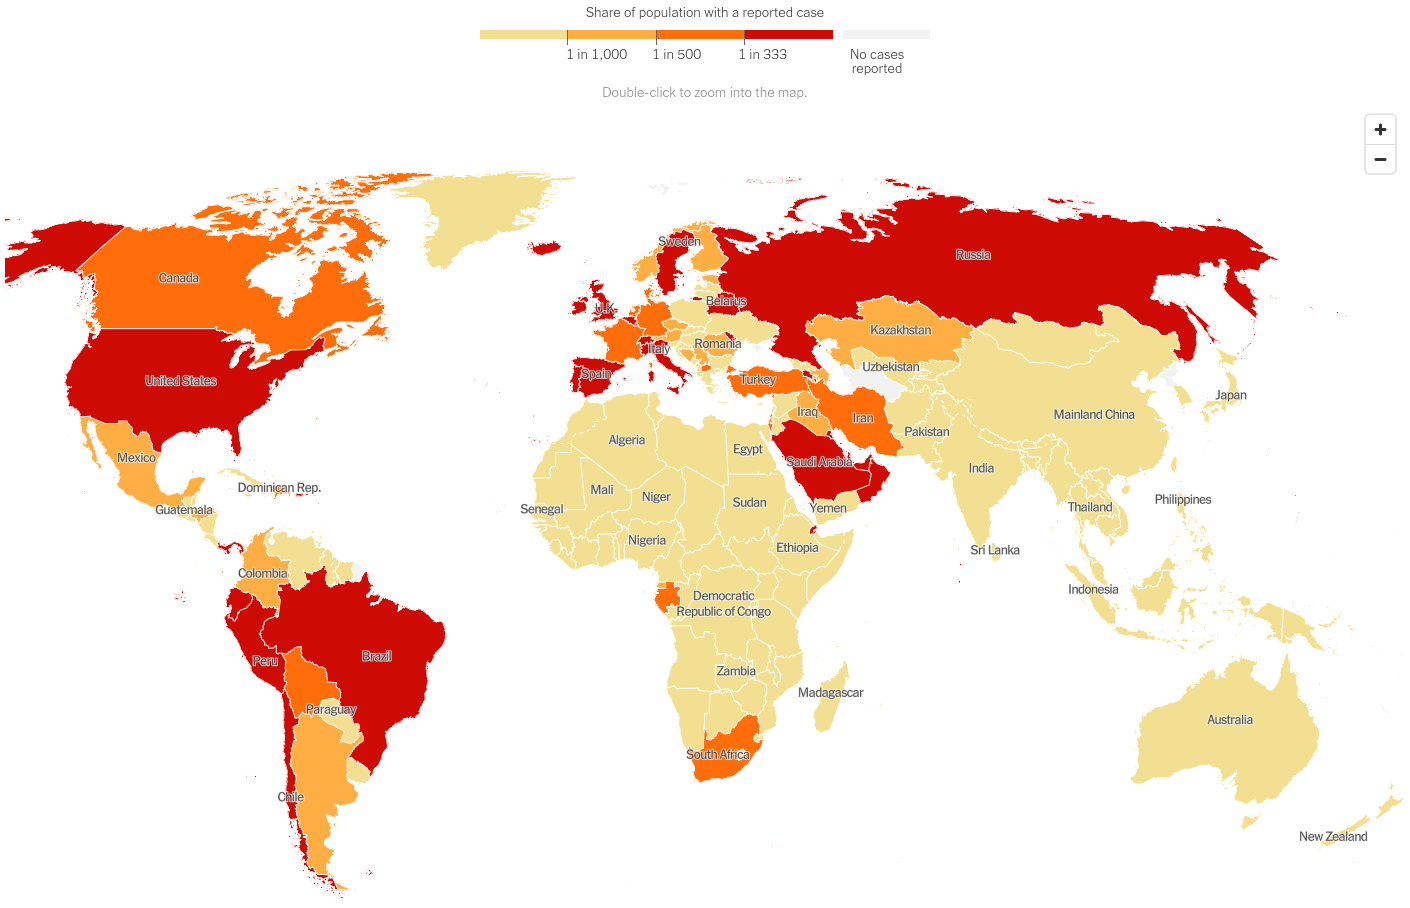 Share of population with a reported case
1 in 1,000
1 in 500
1 in 333
No cases
reported
Double-click to zoom into the map.
+
−
Sweden
Russia
Canada
U.K.
Belarus
Kazakhstan
Italy
Romania
Uzbekistan
United States
Spain
Turkey
Japan
Iraq
Iran
Mainland China
Algeria
Egypt
Pakistan
Mexico
Saudi Arabia
India
Dominican Rep.
Mali
Niger
Sudan
Philippines
Guatemala
Senegal
Yemen
Thailand
Nigeria
Ethiopia
Sri Lanka
Colombia
Indonesia
Democratic
Republic of Congo
Peru
Brazil
Zambia
Madagascar
Paraguay
Australia
South Africa
Chile
New Zealand